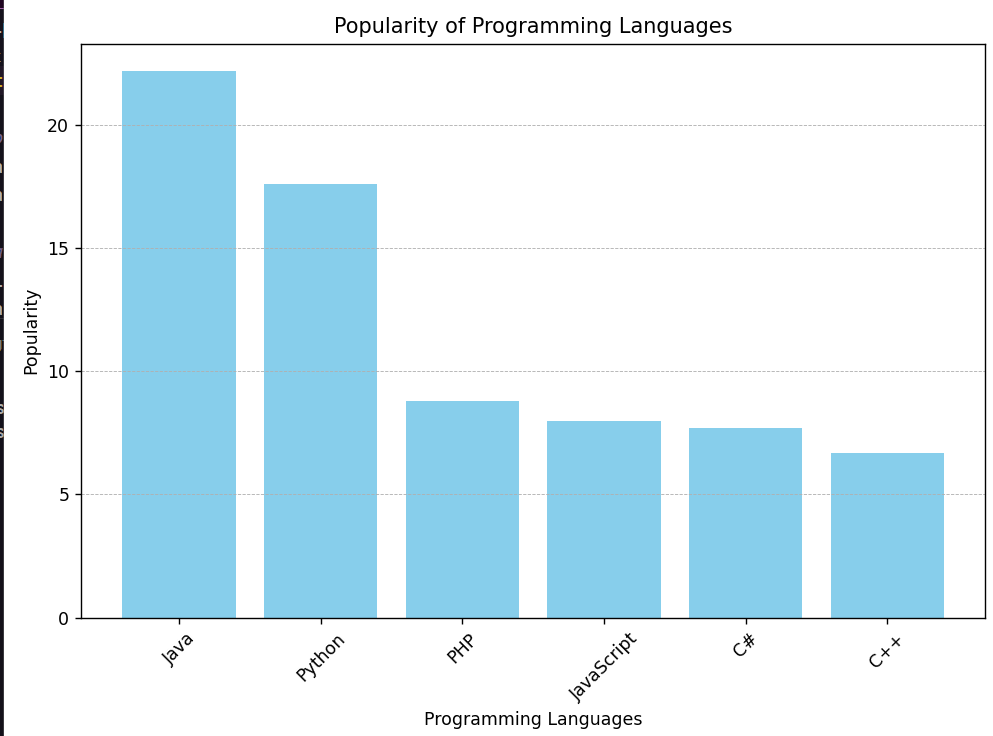 Popularity of Programming Languages
Popularity
20
15
10
5
0
Java
Python
PHP
JavaScript
C#
C++
Programming Languages